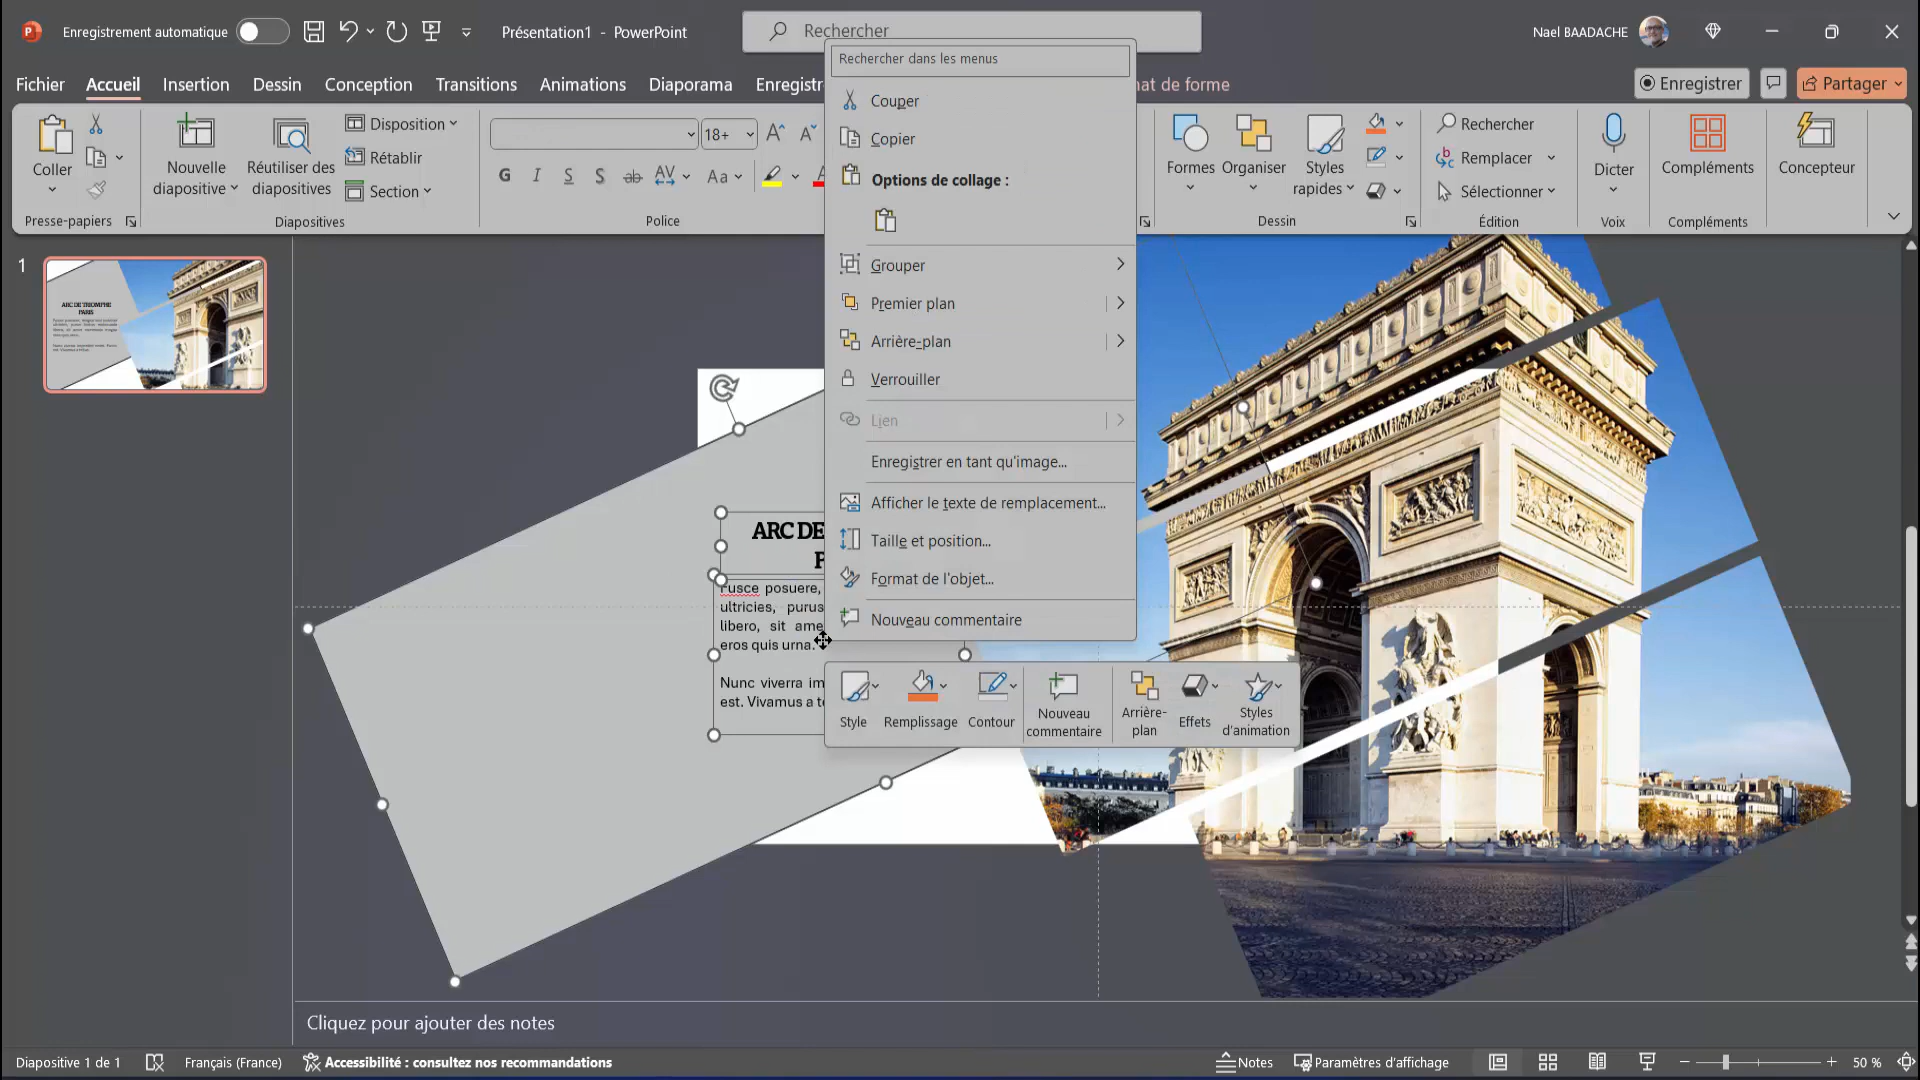 Enregistrement automatique
Présentation1 - PowerPoint
Rechercher
Nael BAADACHE
Fichier
Accueil
Insertion
Dessin
Conception
Transitions
Animations
Diaporama
Enregistr
nat de forme
Enregistrer
Partager
Coller
Presse-papiers
Nouvelle
diapositive
Réutiliser des
diapositives
Disposition
Rétablir
Section
Diapositives
18+
G I S S ab AV Aa
Police
Formes
Organiser
Styles
rapides
Dessin
Rechercher
Remplacer
Sélectionner
Édition
Dicter
Voix
Compléments
Compléments
Concepteur
Rechercher dans les menus
Couper
Copier
Options de collage :
Grouper
Premier plan
Arrière-plan
Verrouiller
Lien
Enregistrer en tant qu'image...
Afficher le texte de remplacement...
Taille et position...
Format de l'objet...
Nouveau commentaire
Style
Remplissage
Contour
Nouveau
commentaire
Arrière-
plan
Effets
Styles
d'animation
1
ARC DE TRIOMPHE
PARIS
ARC DE
P
Fusce posuere,
ultricies, purus
libero, sit ame
eros quis urna.
Nunc viverra im
est. Vivamus a te
Cliquez pour ajouter des notes
Diapositive 1 de 1
Français (France)
Accessibilité : consultez nos recommandations
Notes
Paramètres d'affichage
50 %